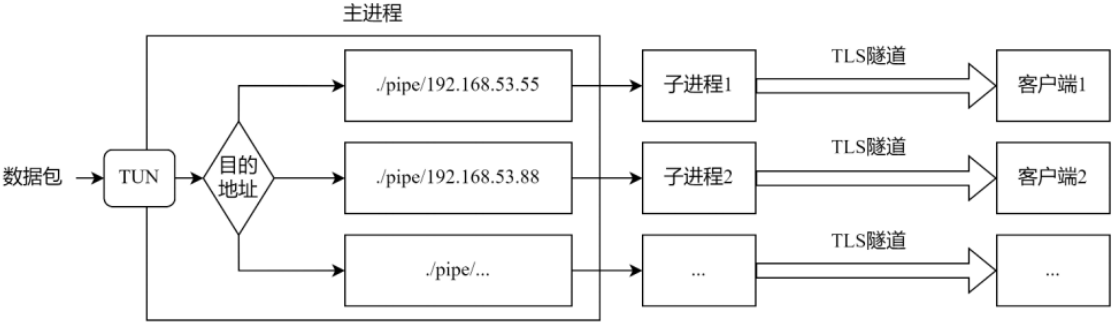 主进程
./pipe/192.168.53.55
子进程1
TLS隧道
客户端1
数据包
TUN
目的
地址
./pipe/192.168.53.88
子进程2
TLS隧道
客户端2
./pipe/...
...
TLS隧道
...